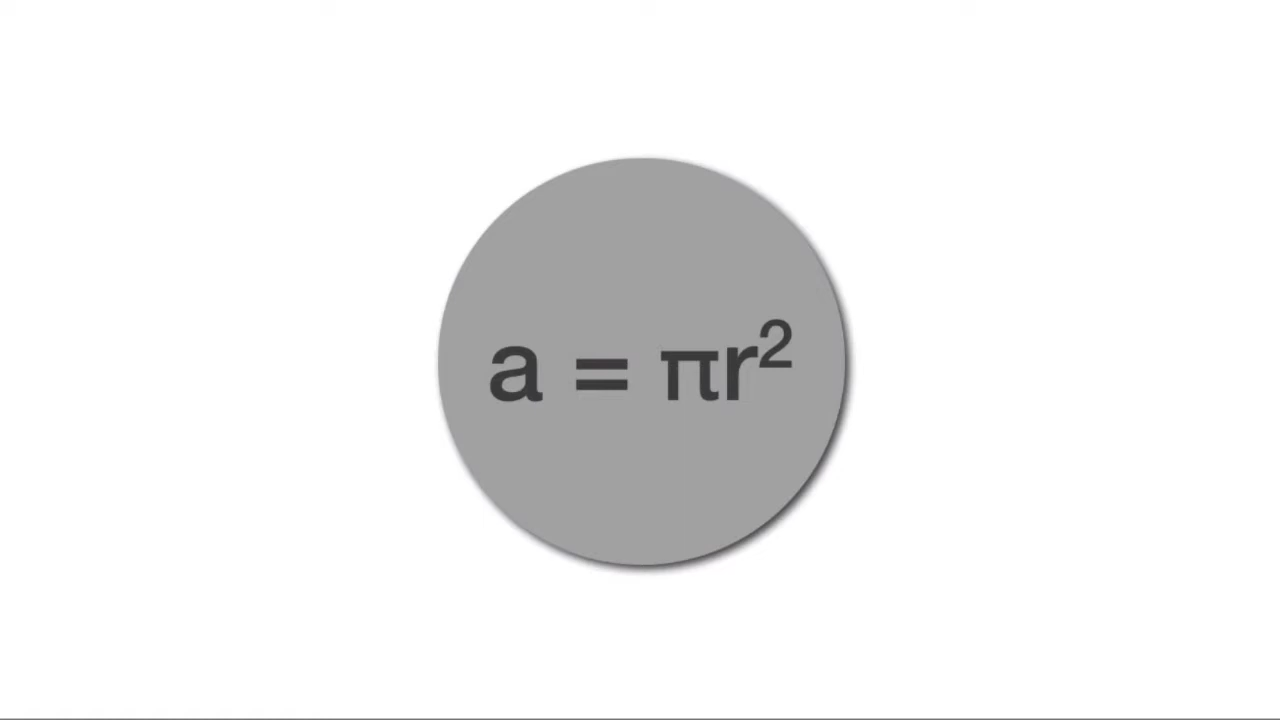 a = πr²